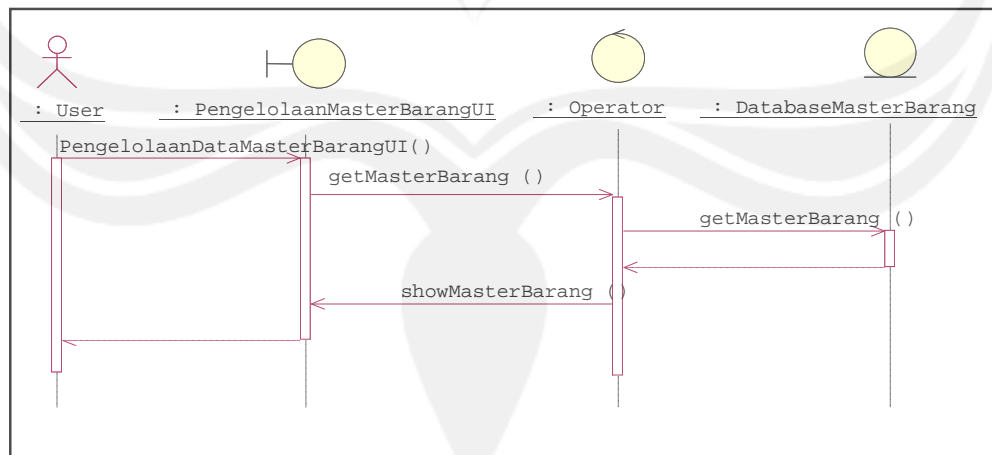 : User : PengelolaanMasterBarangUI : Operator : DatabaseMasterBarang
PengelolaanDataMasterBarangUI()
getMasterBarang ()
getMasterBarang ()
showMasterBarang ()